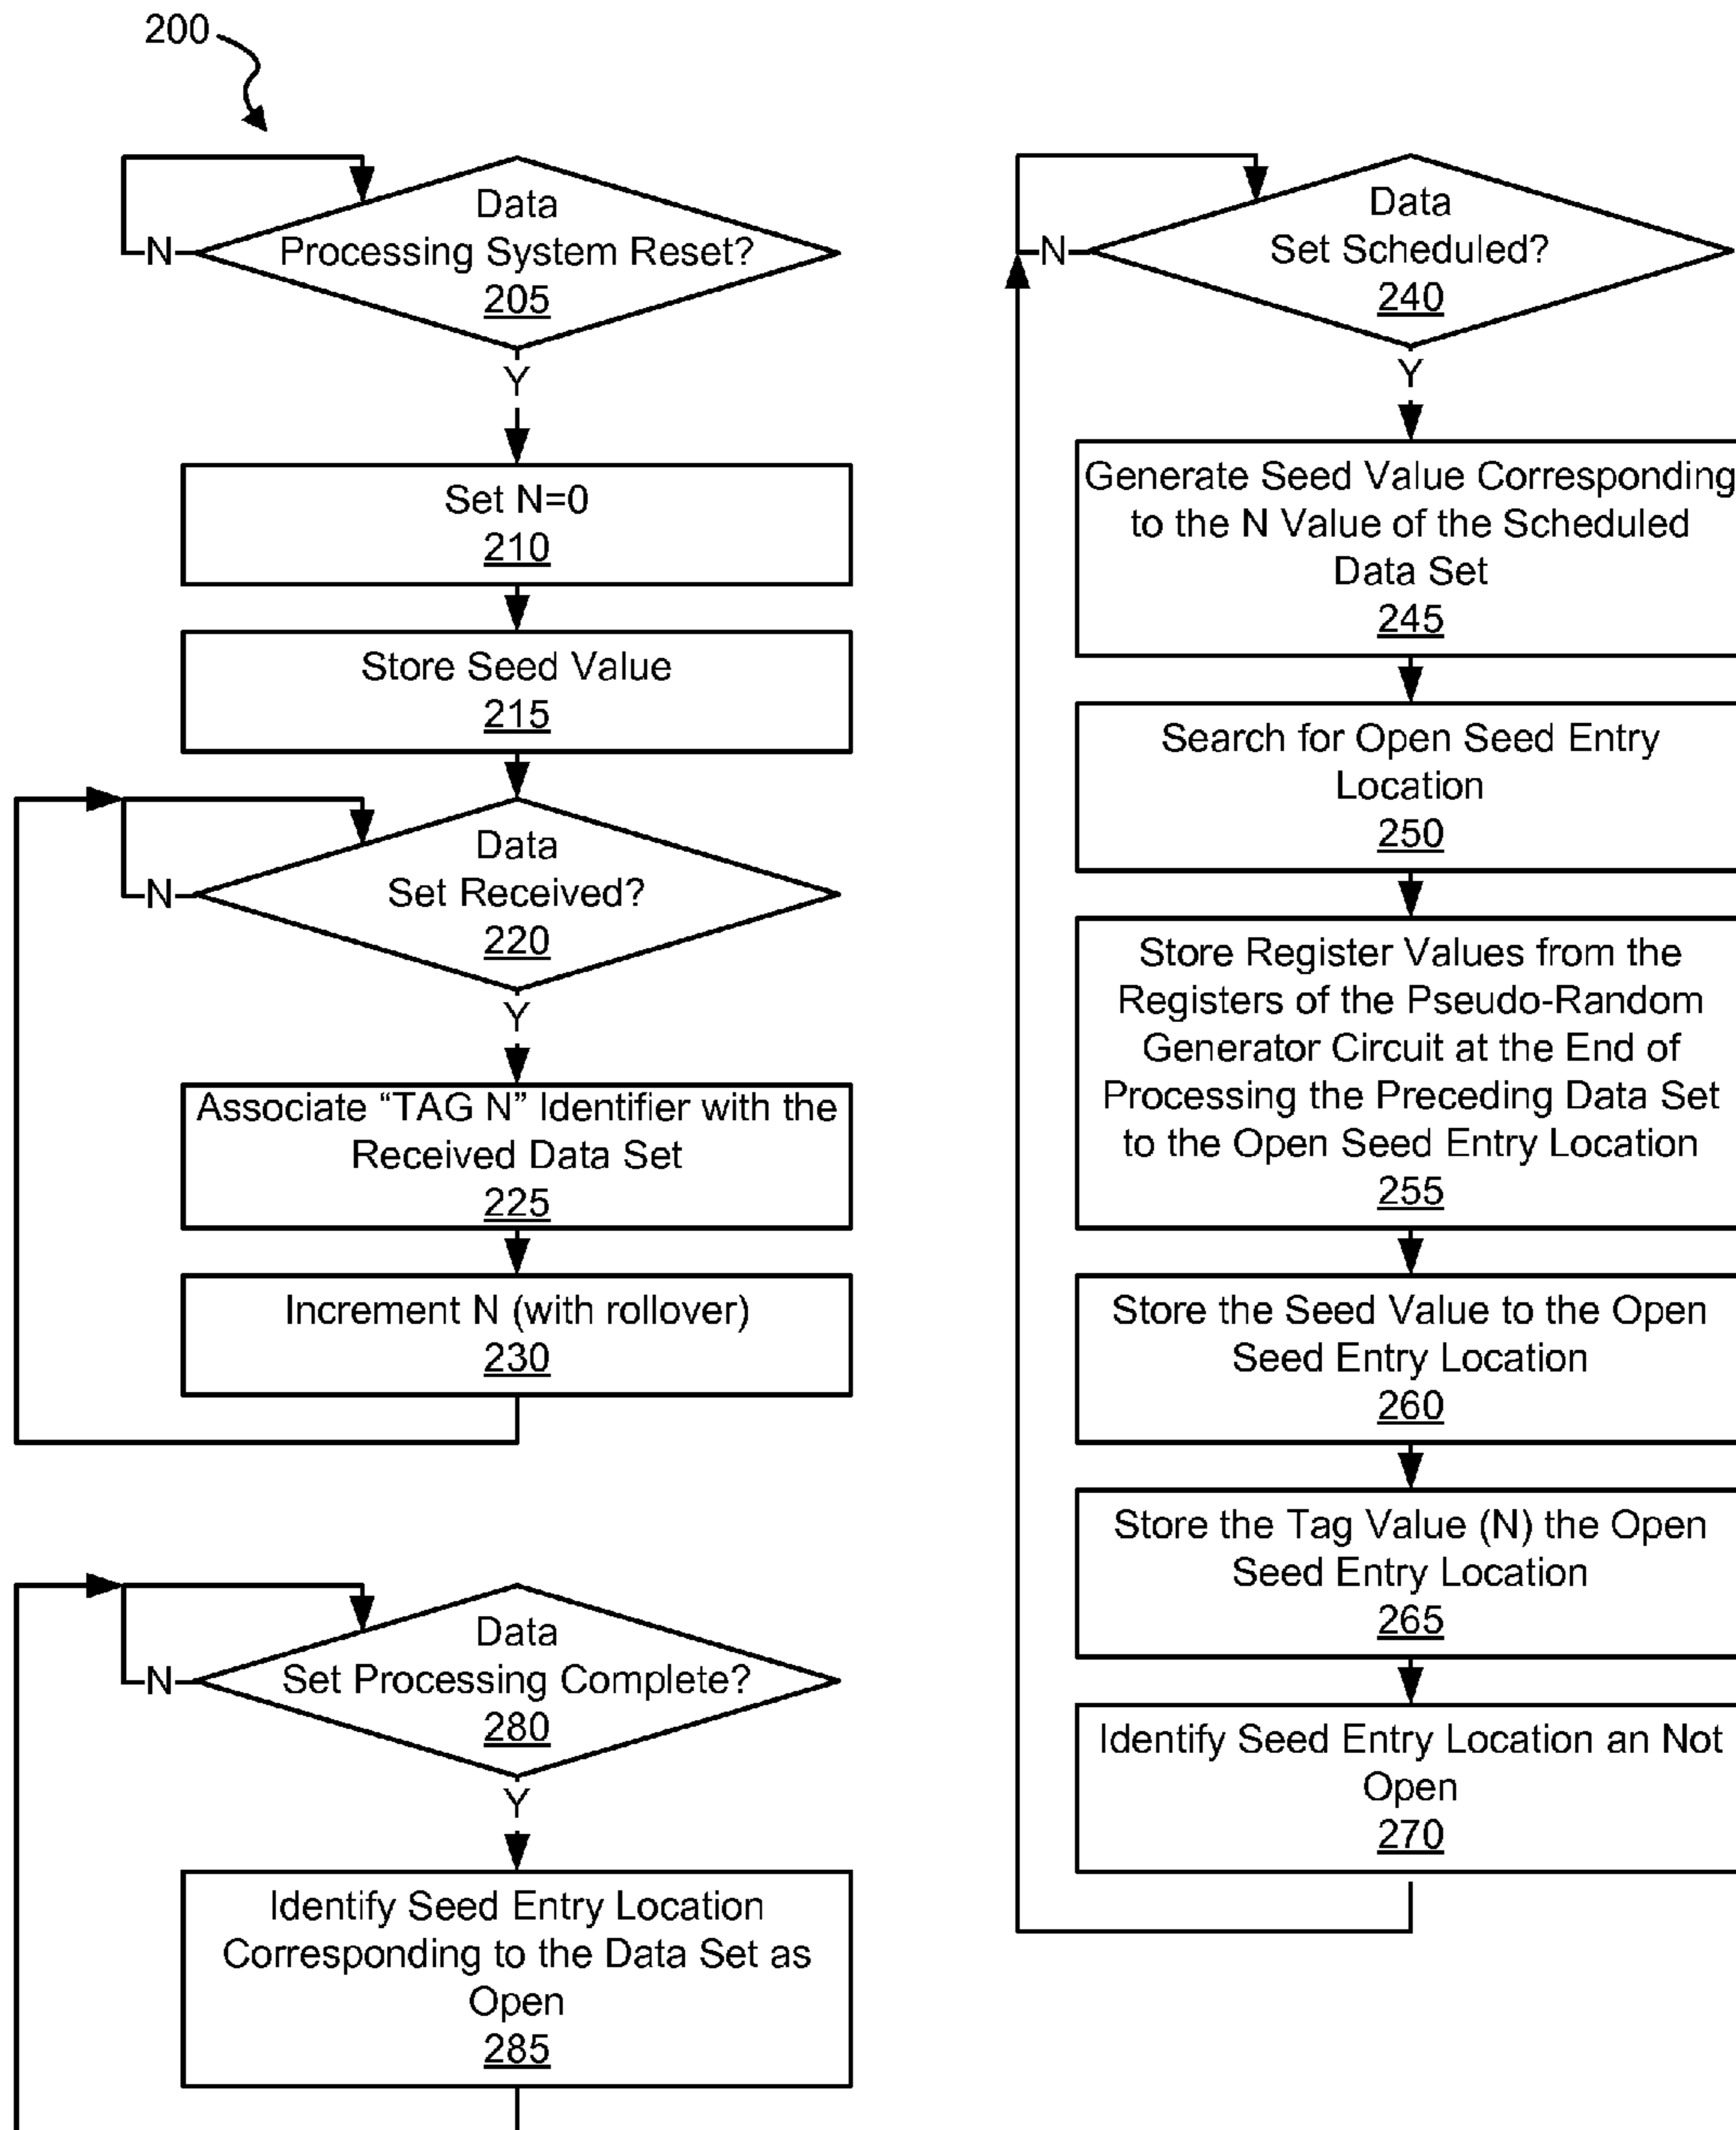 200
Data
Processing System Reset?
205
N
Y
Set N=0
210
Store Seed Value
215
Data
Set Received?
220
N
Y
Associate “TAG N” Identifier with the
Received Data Set
225
Increment N (with rollover)
230
Data
Set Processing Complete?
280
N
Y
Identify Seed Entry Location
Corresponding to the Data Set as
Open
285
Data
Set Scheduled?
240
N
Y
Generate Seed Value Corresponding
to the N Value of the Scheduled
Data Set
245
Search for Open Seed Entry
Location
250
Store Register Values from the
Registers of the Pseudo-Random
Generator Circuit at the End of
Processing the Preceding Data Set
to the Open Seed Entry Location
255
Store the Seed Value to the Open
Seed Entry Location
260
Store the Tag Value (N) the Open
Seed Entry Location
265
Identify Seed Entry Location an Not
Open
270